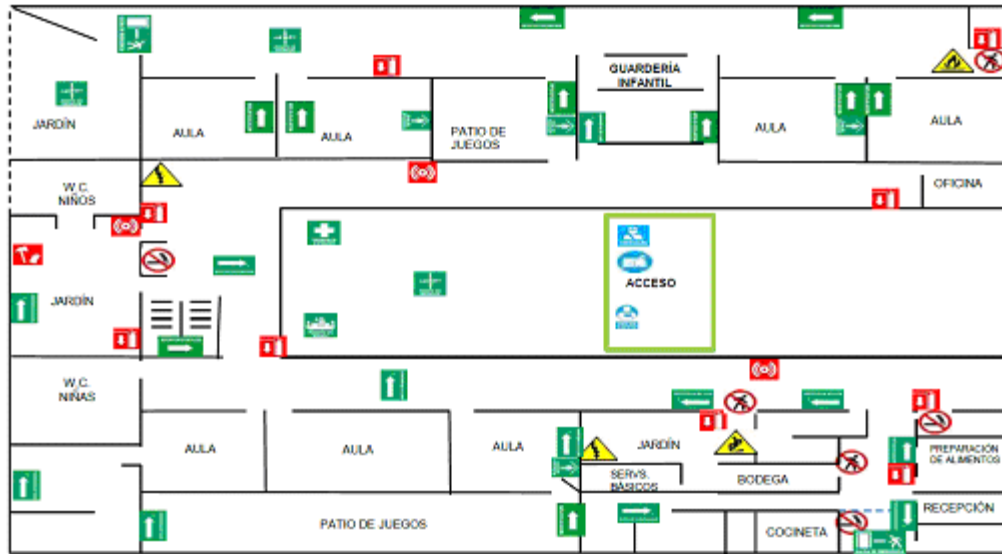 GUARDERÍA
INFANTIL
JARDÍN
AULA
AULA
PATIO DE
JUEGOS
AULA
AULA
W.C.
NIÑOS
OFICINA
ACCESO
JARDÍN
W.C.
NIÑAS
AULA
AULA
AULA
JARDÍN
PREPARACIÓN
DE ALIMENTOS
SERVS.
BÁSICOS
BODEGA
RECEPCIÓN
PATIO DE JUEGOS
COCINETA